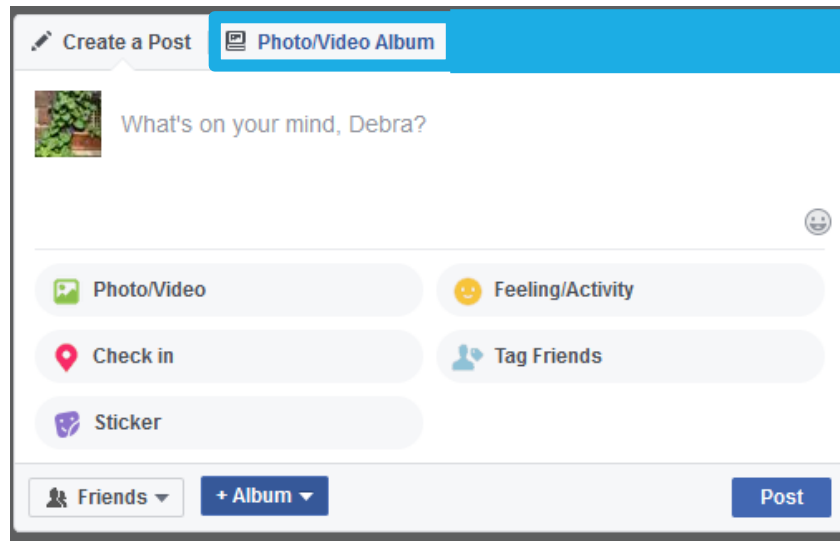 Create a Post Photo/Video Album
What's on your mind, Debra?
Photo/Video Feeling/Activity
Check in Tag Friends
Sticker
Friends + Album Post